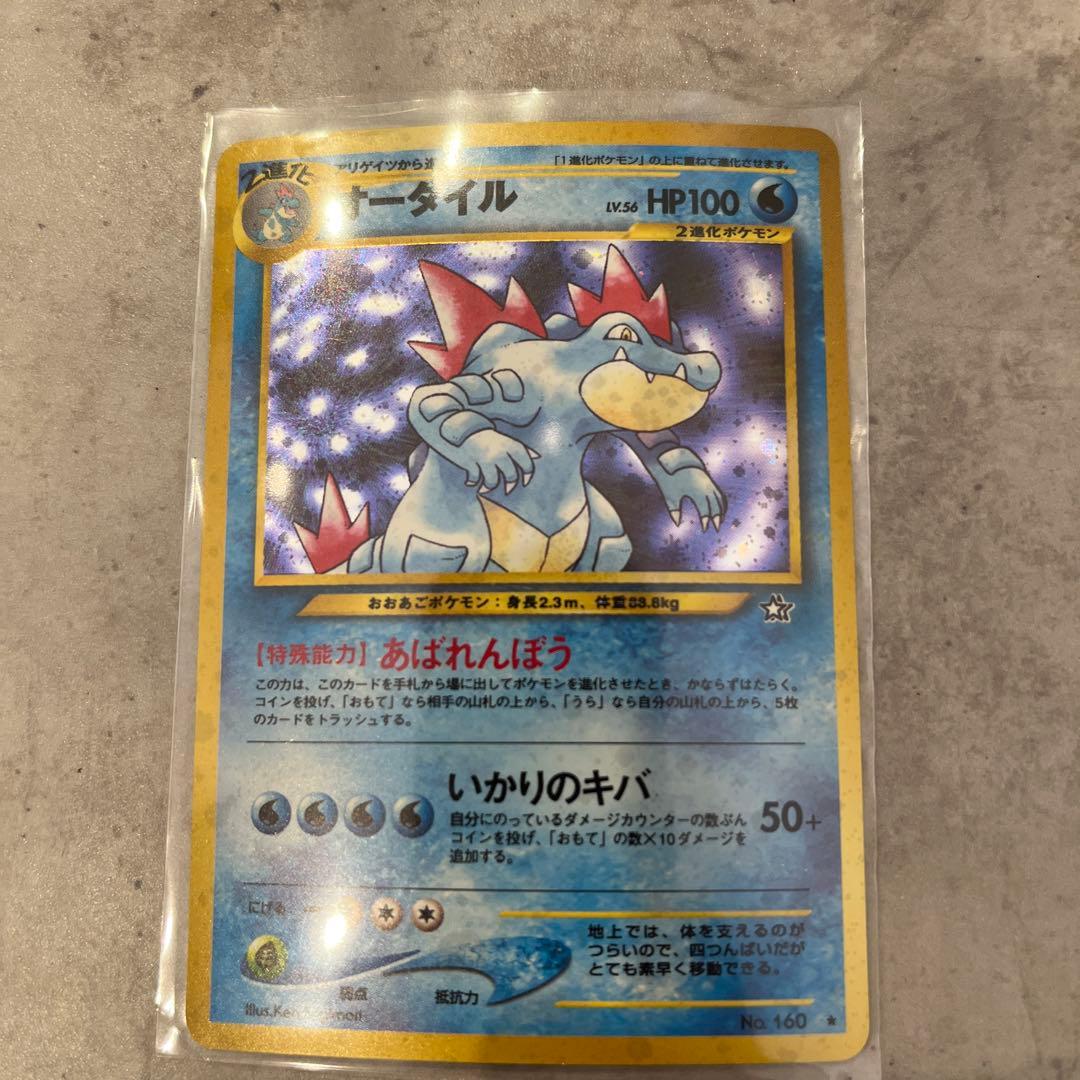 2進化
アリゲイツから進
「1進化ポケモン」の上に重ねて進化させます。
オーダイル
LV.56 HP100
2進化ポケモン
おおあごポケモン：身長2.3m、体重88.8kg
【特殊能力】あばれんぼう
この力は、このカードを手札から場に出してポケモンを進化させたとき、かならずはたらく。
コインを投げ、「おもて」なら相手の山札の上から、「うら」なら自分の山札の上から、5枚
のカードをトラッシュする。
いかりのキバ
50+
自分にのっているダメージカウンターの数ぶん
コインを投げ、「おもて」の数×10ダメージを
追加する。
にげる
地上では、体を支えるのが
つらいので、四つんばいだが
とても素早く移動できる。
弱点
抵抗力
Illus.Ken
No. 160 ★